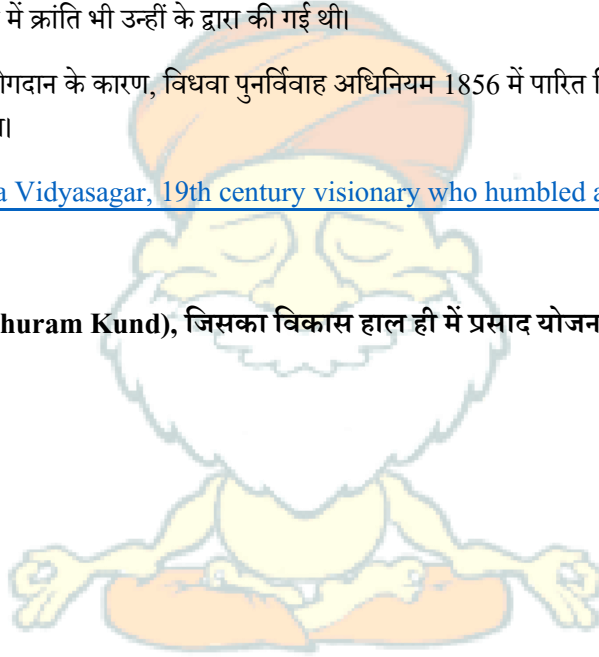 में क्रांति भी उन्हीं के द्वारा की गई थी।
गदान के कारण, विधवा पुनर्विवाह अधिनियम 1856 में पारित
Vidyasagar, 19th century visionary who humbled
huram Kund), जिसका विकास हाल ही में प्रसाद